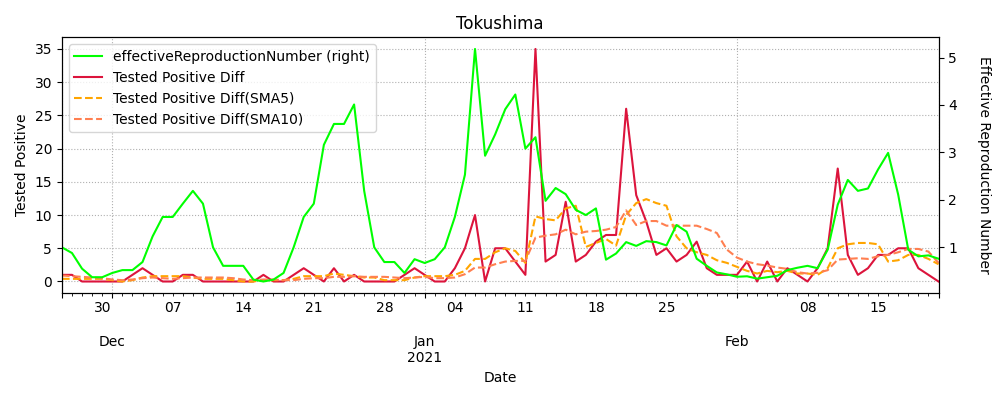 Tokushima
effectiveReproductionNumber (right)
Tested Positive Diff
Tested Positive Diff(SMA5)
Tested Positive Diff(SMA10)
Tested Positive
35
30
25
20
15
10
5
0
5
4
3
2
1
Effective Reproduction Number
30 07 14 21 28 04 11 18 25 08 15
Dec Jan Feb
2021
Date